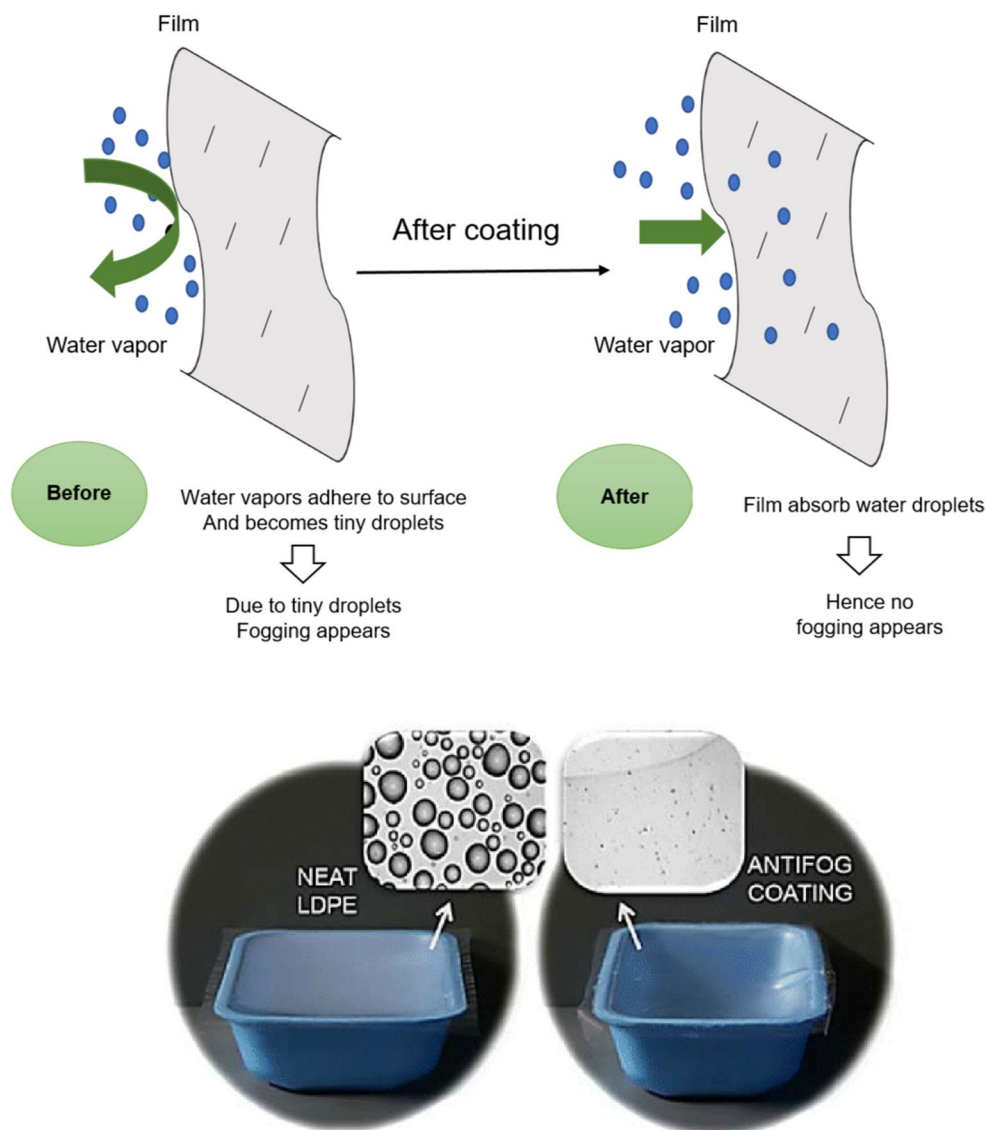 Film
Film
After coating
Water vapor
Water vapor
Before
Water vapors adhere to surface
And becomes tiny droplets
Due to tiny droplets
Fogging appears
After
Film absorb water droplets
Hence no
fogging appears
NEAT
LDPE
ANTIFOG
COATING